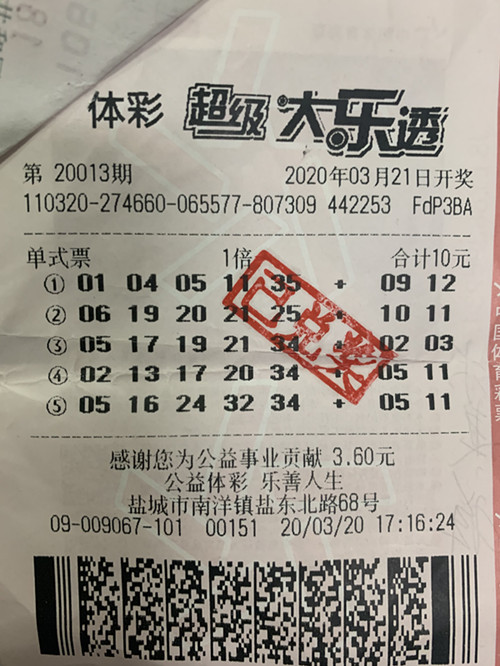 体彩 超级大乐透
第 20013期 2020年03月21日开奖
110320-274660-065577-807309 442253 FdP3BA
单式票 1倍 合计10元
① 01 04 05 11 35 + 09 12
② 06 19 20 21 25 + 10 11
③ 05 17 19 21 34 + 02 03
④ 02 13 17 20 34 + 05 11
⑤ 05 16 24 32 34 + 05 11
已兑奖
感谢您为公益事业贡献 3.60元
公益体彩 乐善人生
盐城市南洋镇盐东北路68号
09-009067-101 00151 20/03/20 17:16:24
中国体育彩票